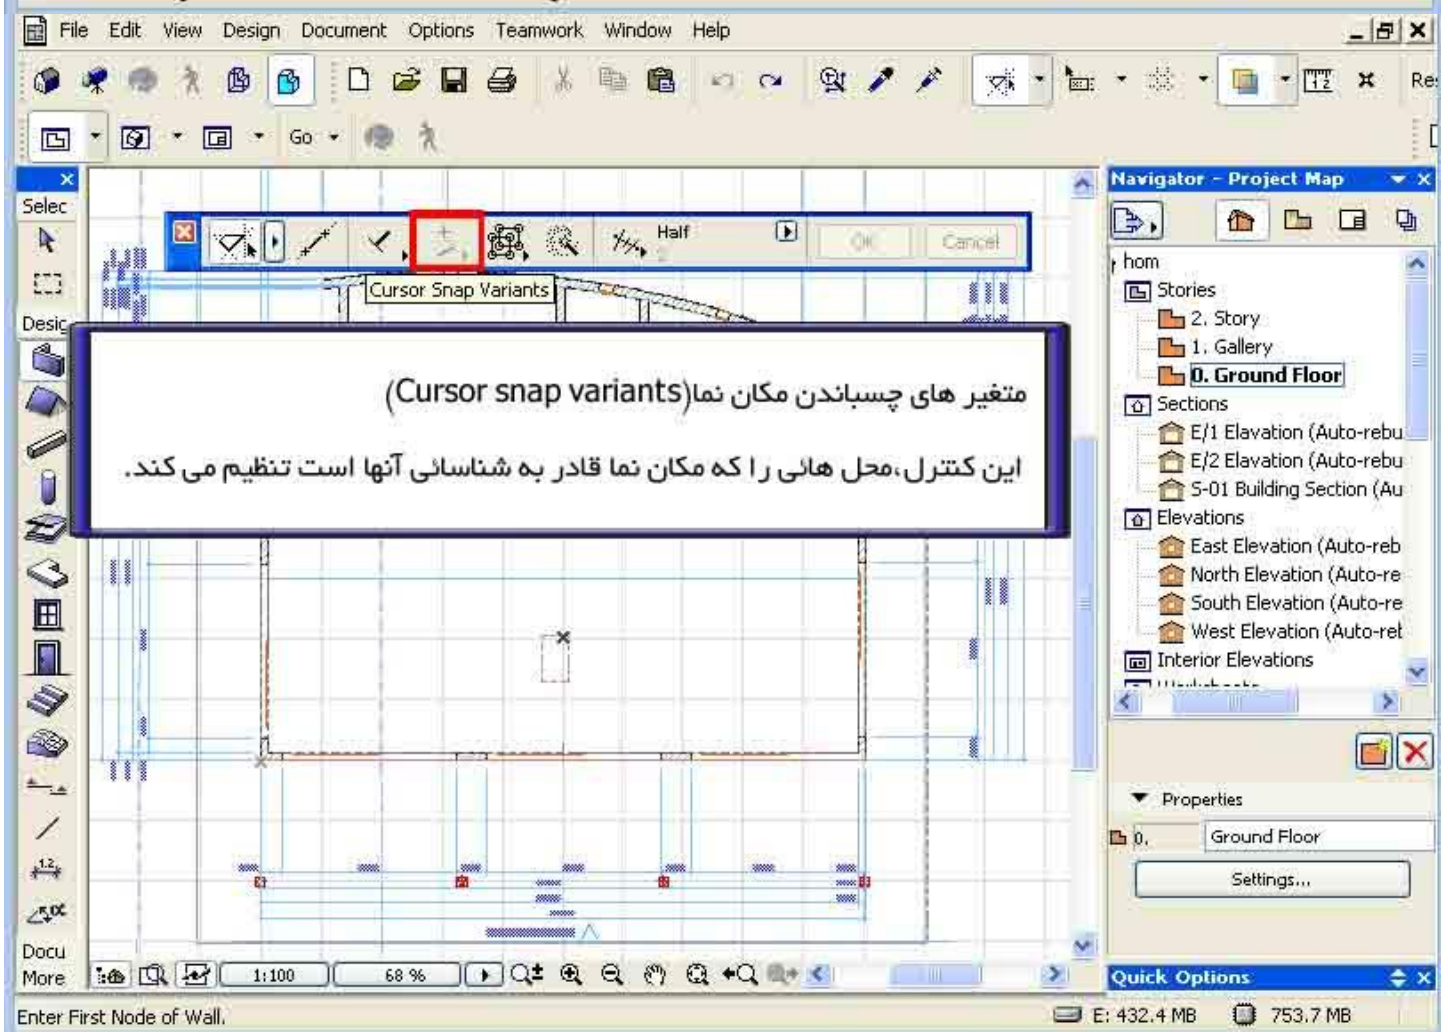 File Edit View Design Document Options Teamwork Window Help
Go
Selec
Half
OK Cancel
Cursor Snap Variants
Desig
متغیر های چسباندن مکان نما(Cursor snap variants)
این کنترل،محل هائی را که مکان نما قادر به شناسائی آنها است تنظیم می کند.
Docu
More
1:100
68 %
Enter First Node of Wall.
Navigator - Project Map
hom
Stories
2. Story
1. Gallery
0. Ground Floor
Sections
E/1 Elavation (Auto-rebu
E/2 Elavation (Auto-rebu
S-01 Building Section (Au
Elevations
East Elevation (Auto-reb
North Elevation (Auto-re
South Elevation (Auto-re
West Elevation (Auto-ret
Interior Elevations
Properties
0. Ground Floor
Settings...
Quick Options
E: 432.4 MB 753.7 MB